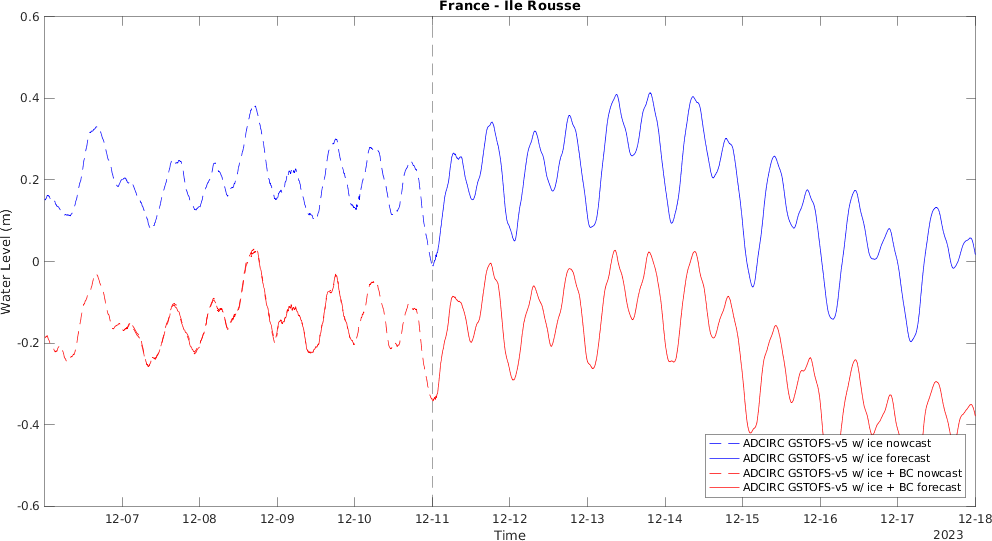 France - Ile Rousse
0.6
0.4
0.2
0
-0.2
-0.4
-0.6
Water Level (m)
ADCIRC GSTOFS-v5 w/ ice nowcast
ADCIRC GSTOFS-v5 w/ ice forecast
ADCIRC GSTOFS-v5 w/ ice + BC nowcast
ADCIRC GSTOFS-v5 w/ ice + BC forecast
12-07 12-08 12-09 12-10 12-11 12-12 12-13 12-14 12-15 12-16 12-17 12-18
Time
2023